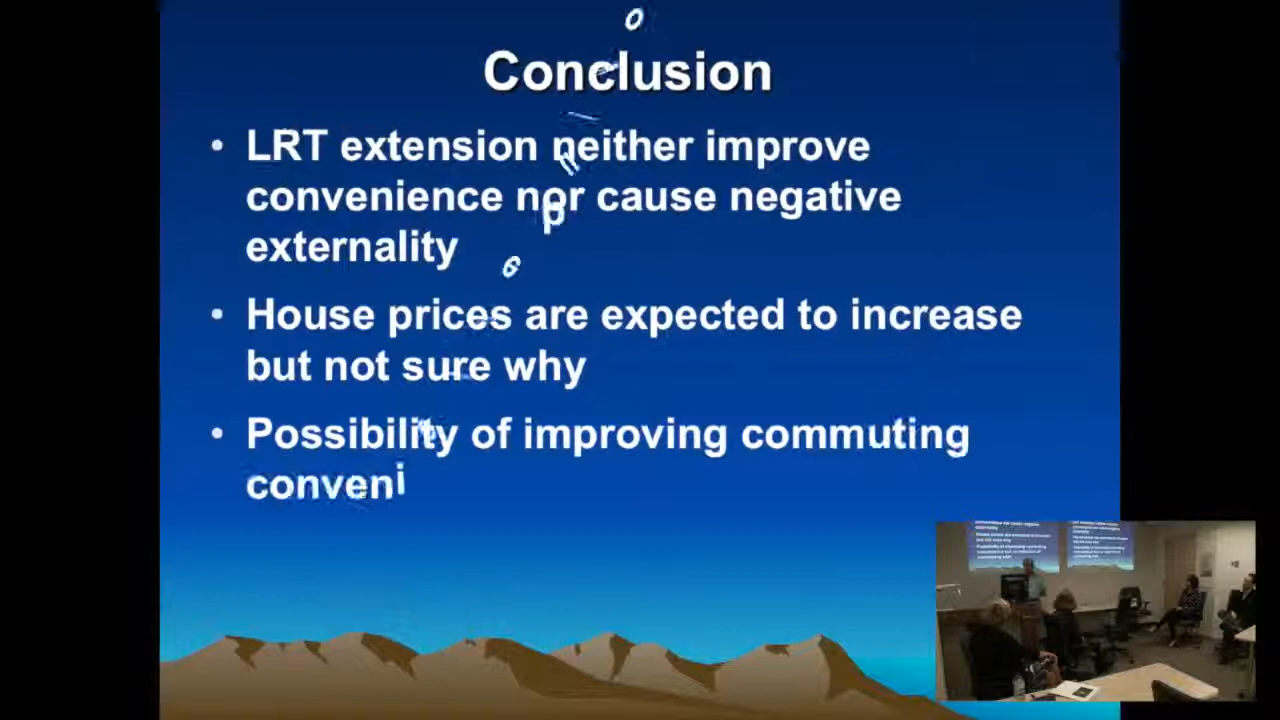 Conclusion
• LRT extension neither improve
convenience nor cause negative
externality
• House prices are expected to increase
but not sure why
• Possibility of improving commuting
conveni